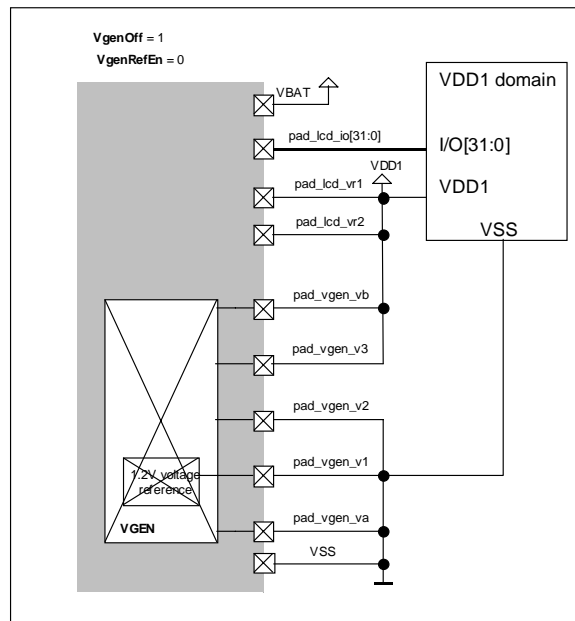 VgenOff = 1
VgenRefEn = 0
VBAT
VDD1 domain
pad_lcd_io[31:0]
I/O[31:0]
VDD1
pad_lcd_vr1
VDD1
pad_lcd_vr2
VSS
pad_vgen_vb
pad_vgen_v3
pad_vgen_v2
pad_vgen_v1
1.2V voltage
reference
pad_vgen_va
VGEN
VSS